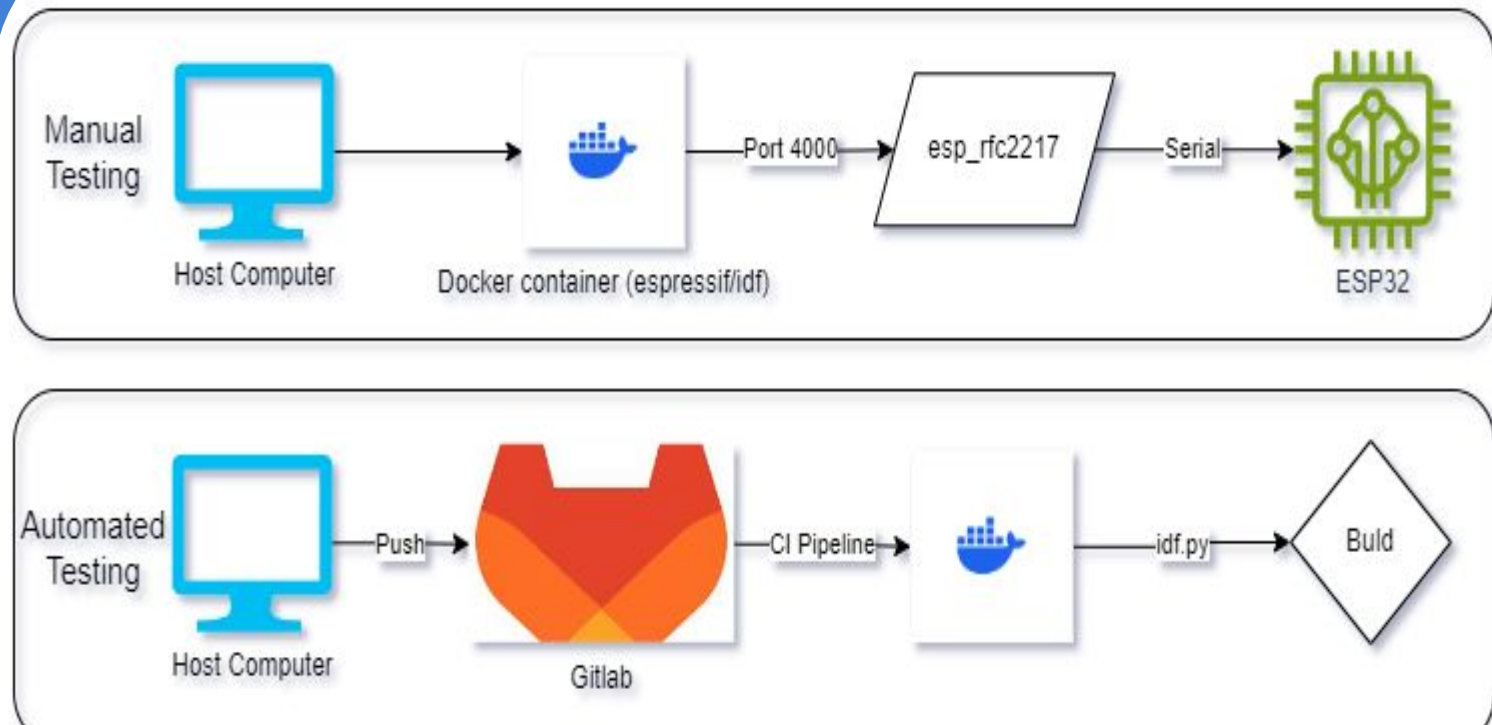 Manual
Testing
Host Computer
Docker container (espressif/idf)
Port 4000
esp_rfc2217
Serial
ESP32
Automated
Testing
Host Computer
Push
Gitlab
CI Pipeline
idf.py
Buld